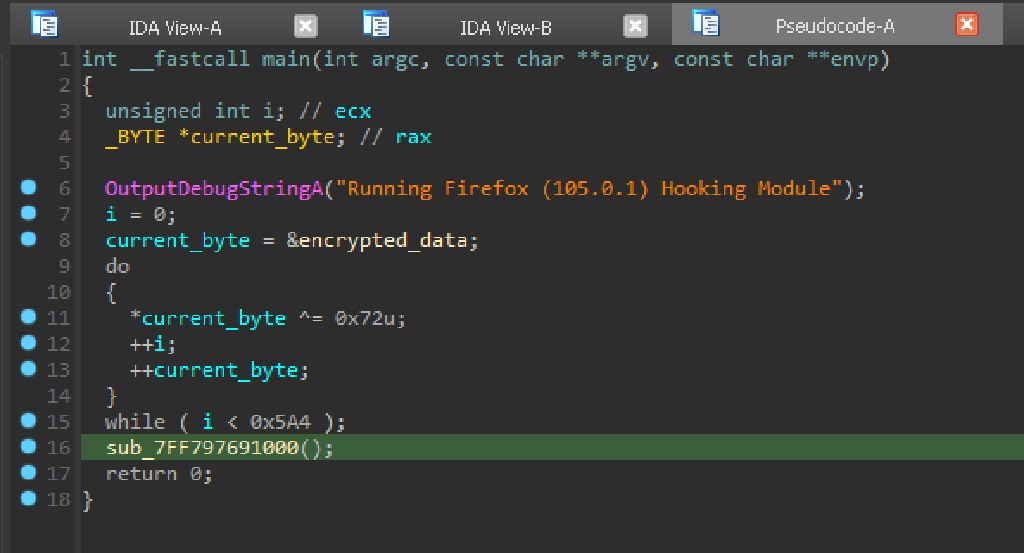 IDA View-A IDA View-B Pseudocode-A
1 int __fastcall main(int argc, const char **argv, const char **envp)
2 {
3 unsigned int i; // ecx
4 _BYTE *current_byte; // rax
5
6 OutputDebugStringA("Running Firefox (105.0.1) Hooking Module");
7 i = 0;
8 current_byte = &encrypted_data;
9 do
10 {
11 *current_byte ^= 0x72u;
12 ++i;
13 ++current_byte;
14 }
15 while ( i < 0x5A4 );
16 sub_7FF797691000();
17 return 0;
18 }